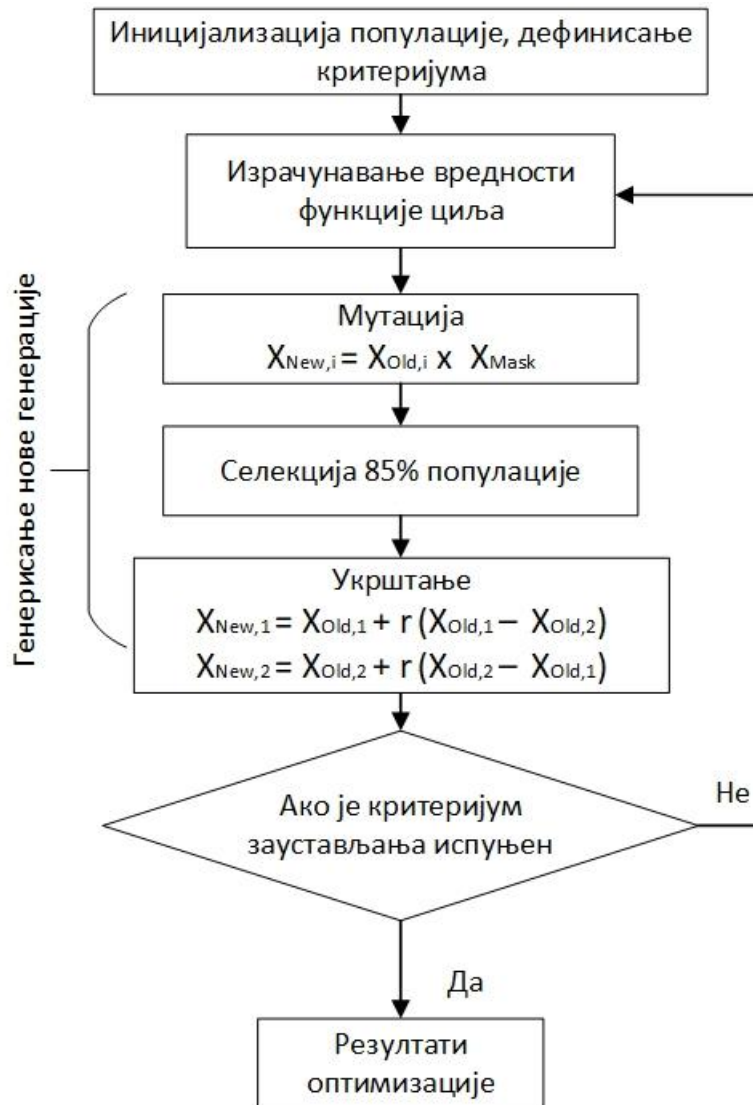 Иницијализација популације, дефинисање
критеријума
Израчунавање вредности
функције циља
Генерисање нове генерације
Мутација
XNew,i = XOld,i x XMask
Селекција 85% популације
Укрштање
XNew,1 = XOld,1 + r (XOld,1 – XOld,2)
XNew,2 = XOld,2 + r (XOld,2 – XOld,1)
Ако је критеријум
заустављања испуњен
Не
Да
Резултати
оптимизације